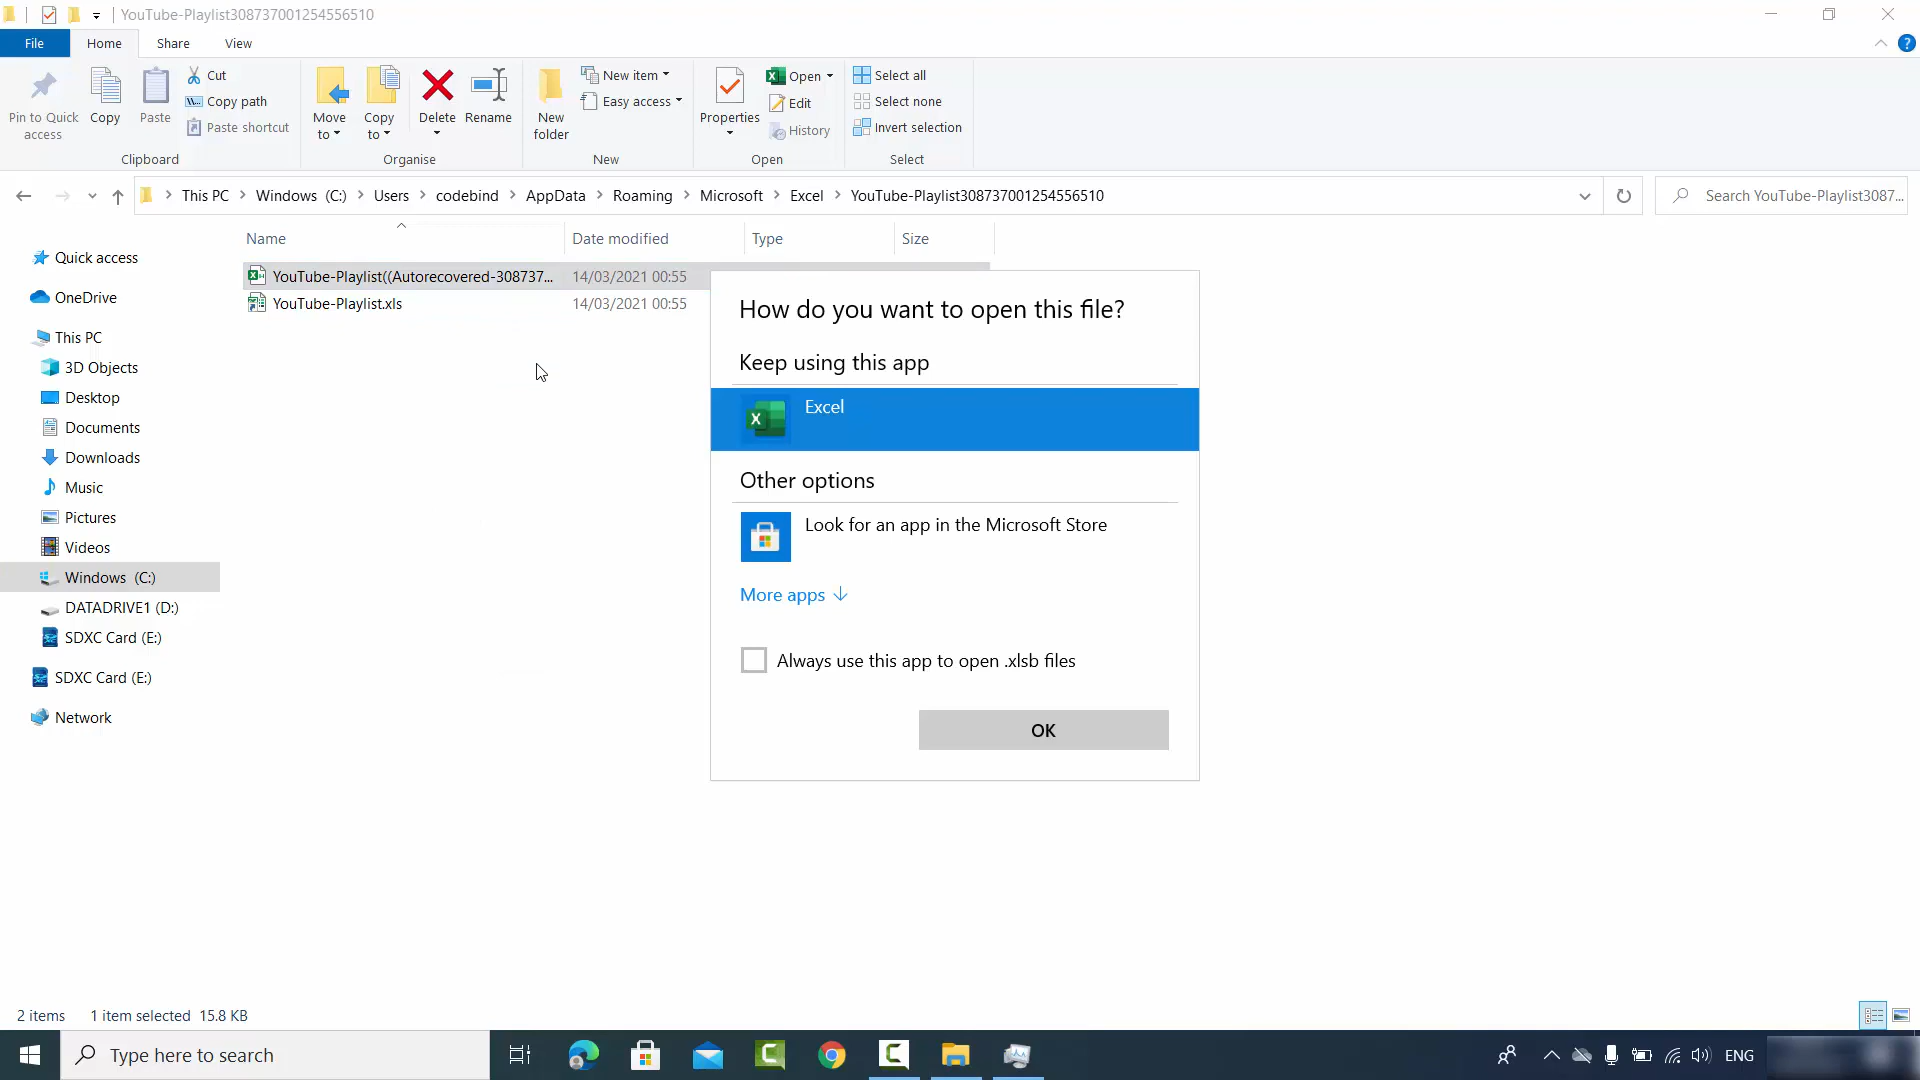 YouTube-Playlist308737001254556510
File
Home
Share
View
Pin to Quick
access
Copy
Paste
Cut
Copy path
Paste shortcut
Clipboard
Move
to
Copy
to
Delete
Rename
Organise
New
folder
New item
Easy access
New
Properties
Open
Edit
History
Open
Select all
Select none
Invert selection
Select
This PC
Windows (C:)
Users
codebind
AppData
Roaming
Microsoft
Excel
YouTube-Playlist308737001254556510
Search YouTube-Playlist3087...
Name
Date modified
Type
Size
YouTube-Playlist((Autorecovered-308737...
14/03/2021 00:55
YouTube-Playlist.xls
14/03/2021 00:55
Quick access
OneDrive
This PC
3D Objects
Desktop
Documents
Downloads
Music
Pictures
Videos
Windows (C:)
DATADRIVE1 (D:)
SDXC Card (E:)
SDXC Card (E:)
Network
How do you want to open this file?
Keep using this app
Excel
Other options
Look for an app in the Microsoft Store
More apps
Always use this app to open .xlsb files
OK
2 items
1 item selected 15.8 KB
Type here to search
ENG